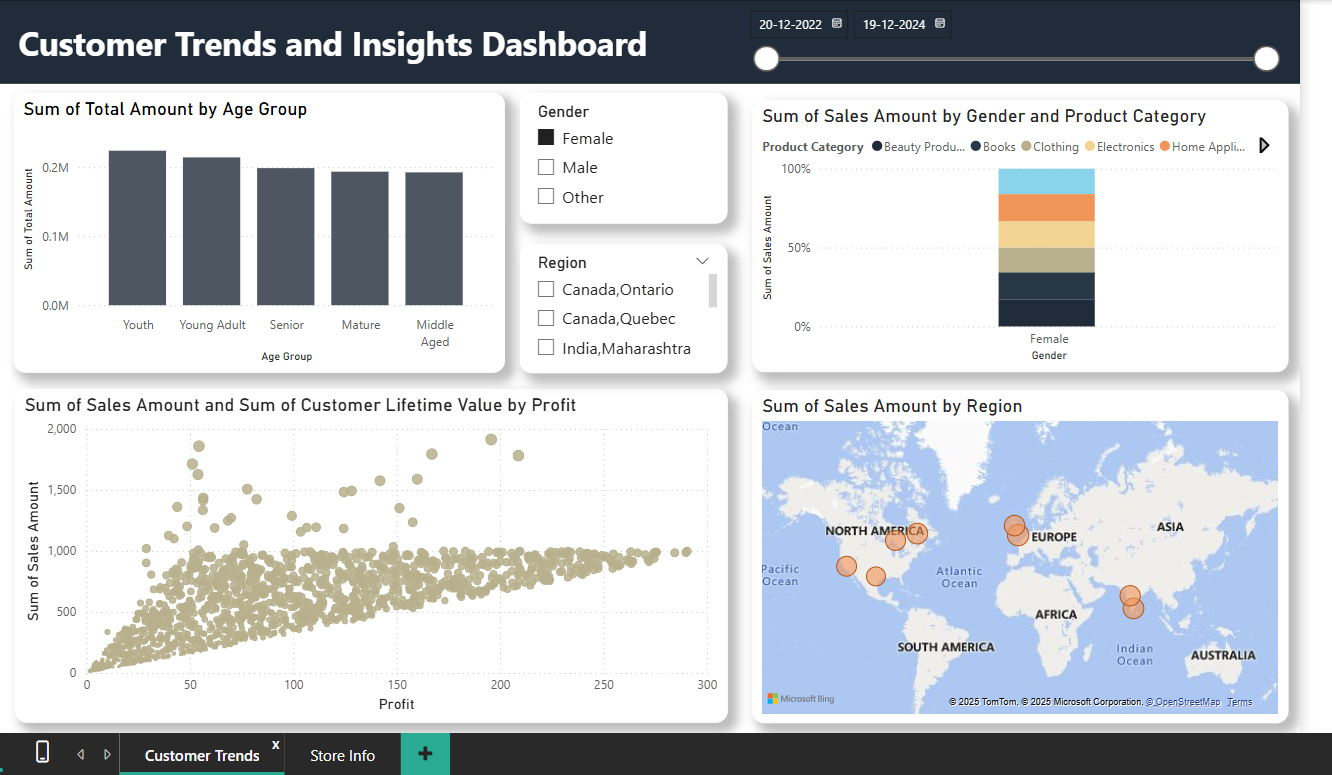 Customer Trends and Insights Dashboard
20-12-2022
19-12-2024
Sum of Total Amount by Age Group
Sum of Total Amount
0.2M
0.1M
0.0M
Youth
Young Adult
Senior
Mature
Middle
Aged
Age Group
Gender
Female
Male
Other
Region
Canada,Ontario
Canada,Quebec
India,Maharashtra
Sum of Sales Amount by Gender and Product Category
Product Category
Beauty Produ...
Books
Clothing
Electronics
Home Appli...
Sum of Sales Amount
100%
50%
0%
Female
Gender
Sum of Sales Amount and Sum of Customer Lifetime Value by Profit
Sum of Sales Amount
2,000
1,500
1,000
500
0
0
50
100
150
200
250
300
Profit
Sum of Sales Amount by Region
Ocean
NORTH AMERICA
EUROPE
ASIA
Pacific
Ocean
Atlantic
Ocean
AFRICA
SOUTH AMERICA
Indian
Ocean
AUSTRALIA
Microsoft Bing
© 2025 TomTom, © 2025 Microsoft Corporation, © OpenStreetMap Terms
Customer Trends
x
Store Info
+